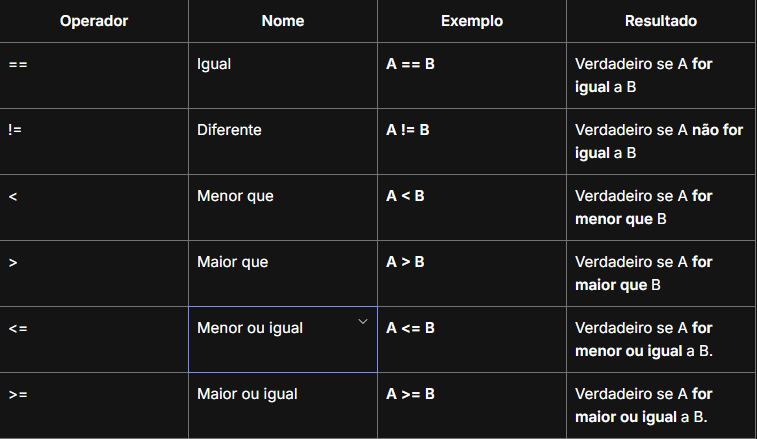 Operador Nome Exemplo Resultado
== Igual A == B Verdadeiro se A for
igual a B
!= Diferente A != B Verdadeiro se A não for
igual a B
< Menor que A < B Verdadeiro se A for
menor que B
> Maior que A > B Verdadeiro se A for
maior que B
<= Menor ou igual A <= B Verdadeiro se A for
menor ou igual a B.
>= Maior ou igual A >= B Verdadeiro se A for
maior ou igual a B.